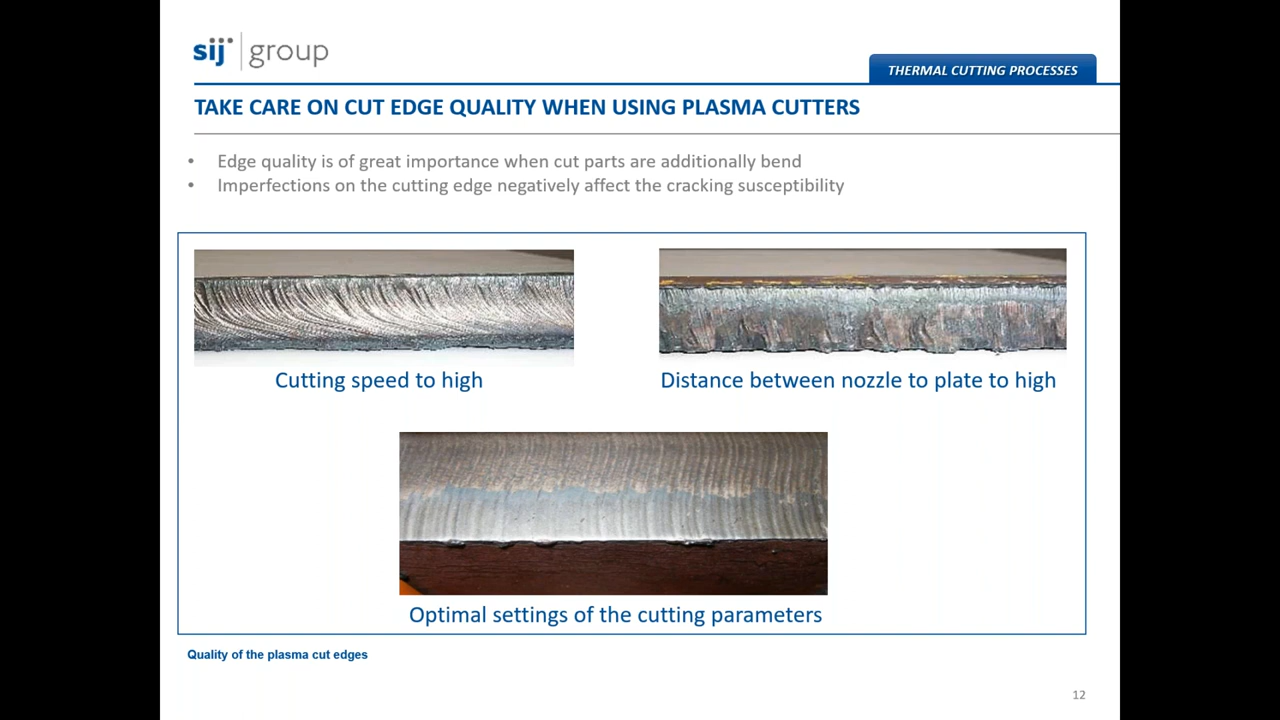 sij group
THERMAL CUTTING PROCESSES
TAKE CARE ON CUT EDGE QUALITY WHEN USING PLASMA CUTTERS
• Edge quality is of great importance when cut parts are additionally bend
• Imperfections on the cutting edge negatively affect the cracking susceptibility
Cutting speed to high
Distance between nozzle to plate to high
Optimal settings of the cutting parameters
Quality of the plasma cut edges
12